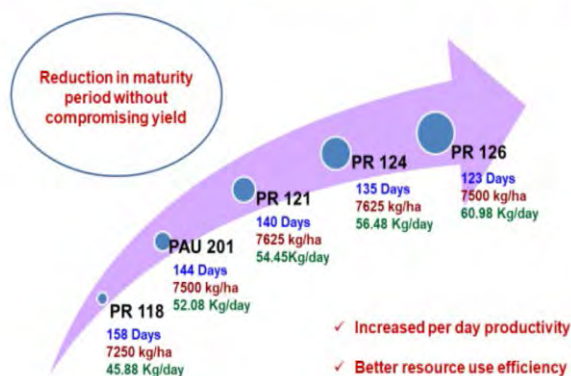 Reduction in maturity
period without
compromising yield
PR 118
158 Days
7250 kg/ha
45.88 Kg/day
PAU 201
144 Days
7500 kg/ha
52.08 Kg/day
PR 121
140 Days
7625 kg/ha
54.45Kg/day
PR 124
135 Days
7625 kg/ha
56.48 Kg/day
PR 126
123 Days
7500 kg/ha
60.98 Kg/day
✓ Increased per day productivity
✓ Better resource use efficiency